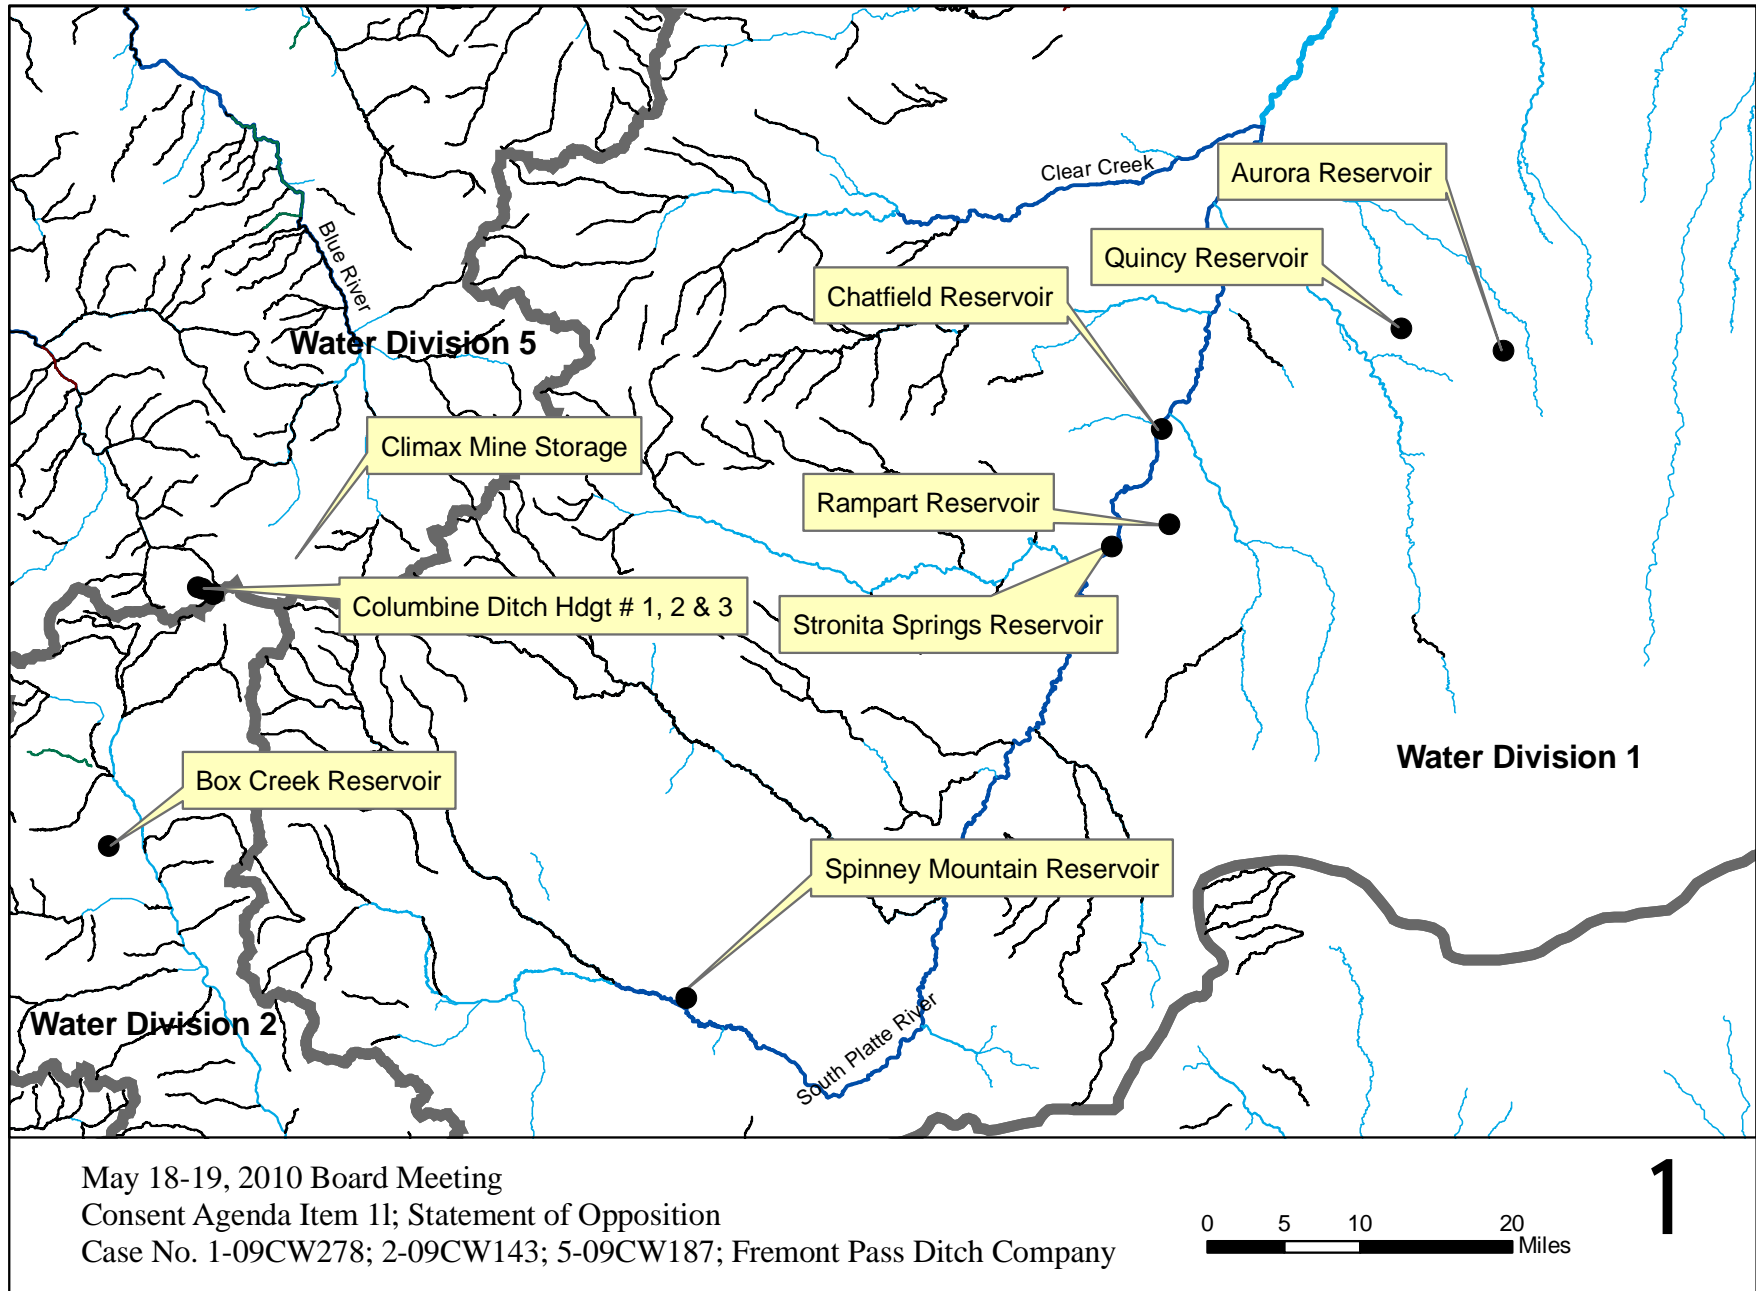 Clear Creek
Aurora Reservoir
Quincy Reservoir
Blue River
Chatfield Reservoir
Water Division 5
Climax Mine Storage
Rampart Reservoir
Columbine Ditch Hdgt # 1, 2 & 3
Stronita Springs Reservoir
Water Division 1
Box Creek Reservoir
Spinney Mountain Reservoir
Water Division 2
South Platte River
May 18-19, 2010 Board Meeting
Consent Agenda Item 1l; Statement of Opposition
Case No. 1-09CW278; 2-09CW143; 5-09CW187; Fremont Pass Ditch Company
0 5 10 20
Miles
1